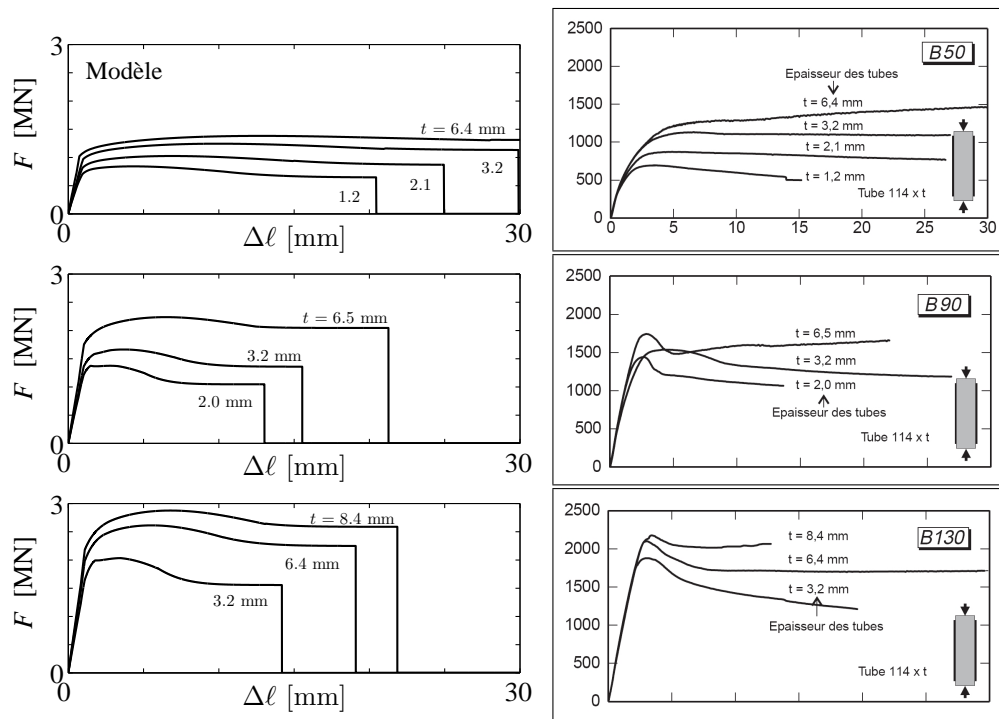 3
Modèle
F [MN]
t = 6.4 mm
3.2
2.1
1.2
0
0
30
Δℓ [mm]
2500
B50
2000
Epaisseur des tubes
1500
t = 6,4 mm
t = 3,2 mm
1000
t = 2,1 mm
500
t = 1,2 mm
Tube 114 x t
0
0 5 10 15 20 25 30
3
F [MN]
t = 6.5 mm
3.2 mm
2.0 mm
0
0
30
Δℓ [mm]
2500
B90
2000
t = 6,5 mm
1500
t = 3,2 mm
1000
t = 2,0 mm
Epaisseur des tubes
500
Tube 114 x t
0
3
F [MN]
t = 8.4 mm
6.4 mm
3.2 mm
0
0
30
Δℓ [mm]
2500
B130
2000
t = 8,4 mm
t = 6,4 mm
1500
t = 3,2 mm
1000
Epaisseur des tubes
500
Tube 114 x t
0